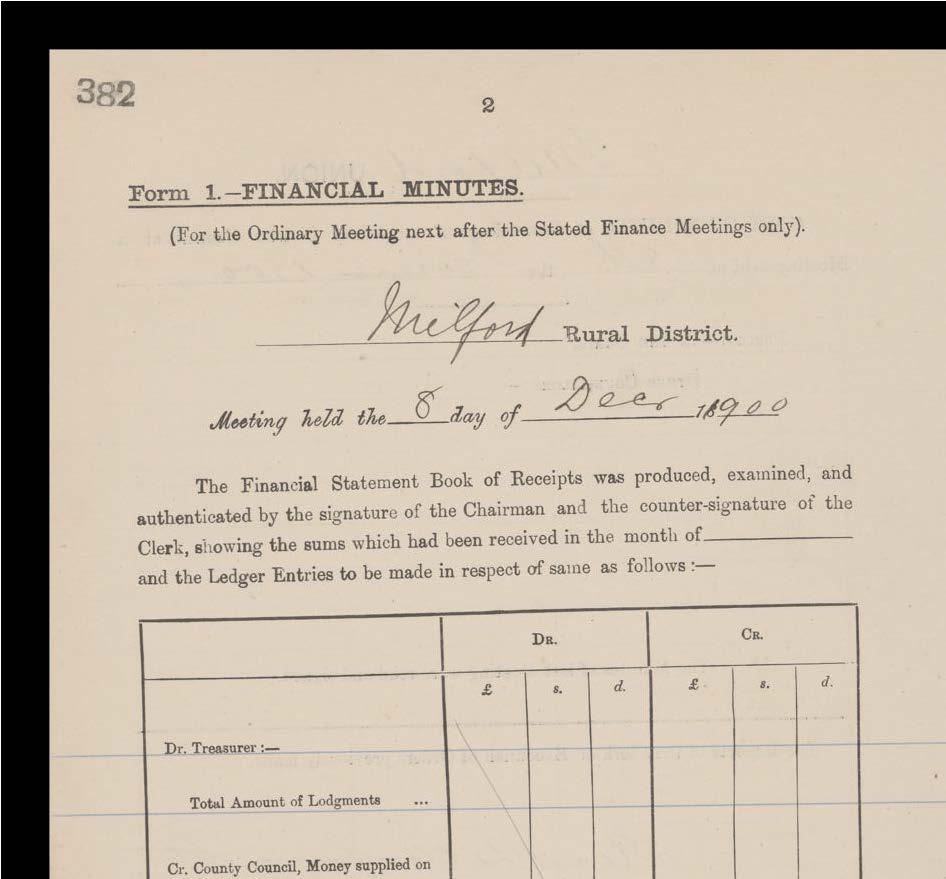 382
2
Form 1.—FINANCIAL MINUTES.
(For the Ordinary Meeting next after the Stated Finance Meetings only).
Milford Rural District.
Meeting held the 8 day of Decr 1900
The Financial Statement Book of Receipts was produced, examined, and
authenticated by the signature of the Chairman and the counter-signature of the
Clerk, showing the sums which had been received in the month of
and the Ledger Entries to be made in respect of same as follows :—
DR. CR.
£ s. d. £ s. d.
Dr. Treasurer :—
Total Amount of Lodgments ...
Cr. County Council, Money supplied on